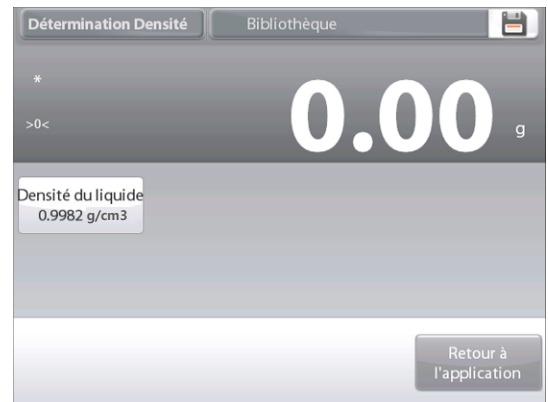 Détermination Densité
Bibliothèque
*
>0<
0.00 g
Densité du liquide
0.9982 g/cm3
Retour à
l'application